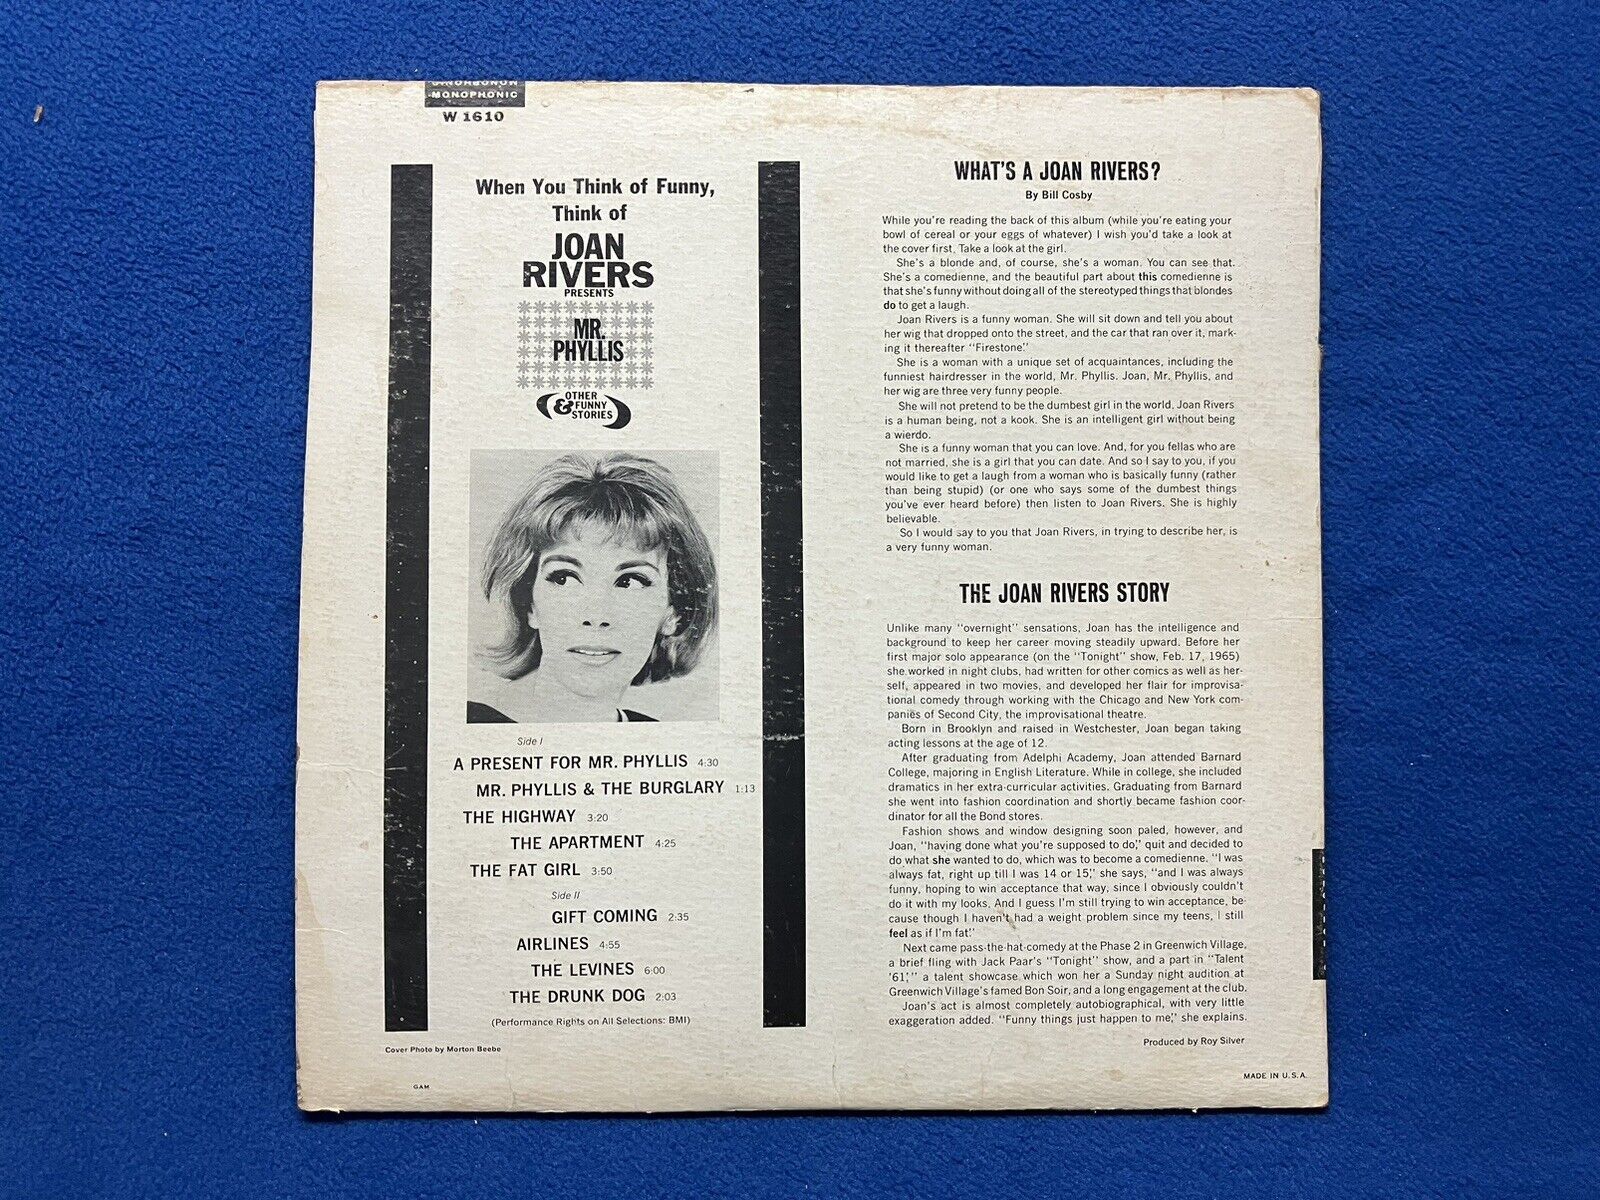 MONOPHONIC
W 1610
When You Think of Funny,
Think of
JOAN
RIVERS
PRESENTS
MR.
PHYLLIS
& OTHER
FUNNY
STORIES
Side I
A PRESENT FOR MR. PHYLLIS 4:30
MR. PHYLLIS & THE BURGLARY 1:13
THE HIGHWAY 3:20
THE APARTMENT 4:25
THE FAT GIRL 3:50
Side II
GIFT COMING 2:35
AIRLINES 4:55
THE LEVINES 6:00
THE DRUNK DOG 2:03
(Performance Rights on All Selections: BMI)
Cover Photo by Morton Beebe
GAM
WHAT'S A JOAN RIVERS?
By Bill Cosby
While you're reading the back of this album (while you're eating your
bowl of cereal or your eggs of whatever) I wish you'd take a look at
the cover first. Take a look at the girl.
She's a blonde and, of course, she's a woman. You can see that.
She's a comedienne, and the beautiful part about this comedienne is
that she's funny without doing all of the stereotyped things that blondes
do to get a laugh.
Joan Rivers is a funny woman. She will sit down and tell you about
her wig that dropped onto the street, and the car that ran over it, mark-
ing it thereafter "Firestone."
She is a woman with a unique set of acquaintances, including the
funniest hairdresser in the world, Mr. Phyllis. Joan, Mr. Phyllis, and
her wig are three very funny people.
She will not pretend to be the dumbest girl in the world. Joan Rivers
is a human being, not a kook. She is an intelligent girl without being
a wierdo.
She is a funny woman that you can love. And, for you fellas who are
not married, she is a girl that you can date. And so I say to you, if you
would like to get a laugh from a woman who is basically funny (rather
than being stupid) (or one who says some of the dumbest things
you've ever heard before) then listen to Joan Rivers. She is highly
believable.
So I would say to you that Joan Rivers, in trying to describe her, is
a very funny woman.
THE JOAN RIVERS STORY
Unlike many "overnight" sensations, Joan has the intelligence and
background to keep her career moving steadily upward. Before her
first major solo appearance (on the "Tonight" show, Feb. 17, 1965)
she worked in night clubs, had written for other comics as well as her-
self, appeared in two movies, and developed her flair for improvisa-
tional comedy through working with the Chicago and New York com-
panies of Second City, the improvisational theatre.
Born in Brooklyn and raised in Westchester, Joan began taking
acting lessons at the age of 12.
After graduating from Adelphi Academy, Joan attended Barnard
College, majoring in English Literature. While in college, she included
dramatics in her extra-curricular activities. Graduating from Barnard
she went into fashion coordination and shortly became fashion coor-
dinator for all the Bond stores.
Fashion shows and window designing soon paled, however, and
Joan, "having done what you're supposed to do," quit and decided to
do what she wanted to do, which was to become a comedienne. "I was
always fat, right up till I was 14 or 15," she says, "and I was always
funny, hoping to win acceptance that way, since I obviously couldn't
do it with my looks. And I guess I'm still trying to win acceptance, be-
cause though I haven't had a weight problem since my teens, I still
feel as if I'm fat."
Next came pass-the-hat-comedy at the Phase 2 in Greenwich Village,
a brief fling with Jack Paar's "Tonight" show, and a part in "Talent
'61," a talent showcase which won her a Sunday night audition at
Greenwich Village's famed Bon Soir, and a long engagement at the club.
Joan's act is almost completely autobiographical, with very little
exaggeration added. "Funny things just happen to me," she explains.
Produced by Roy Silver
MADE IN U.S.A.